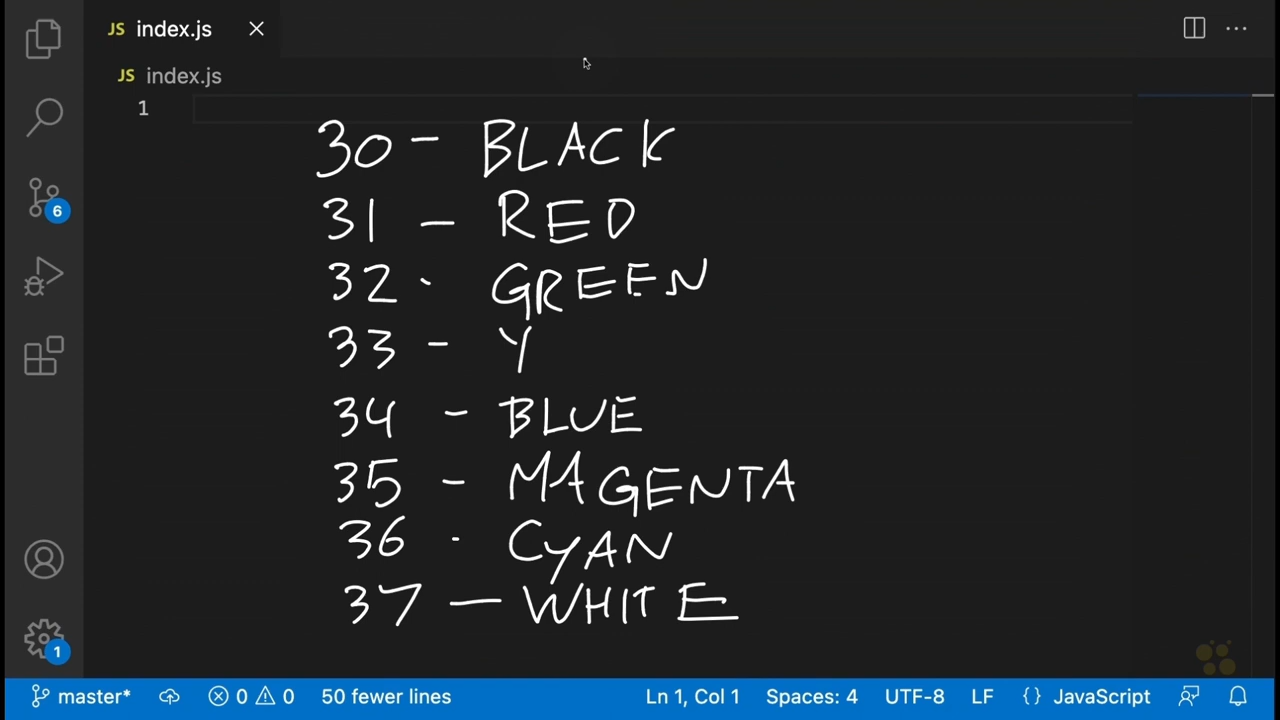 JS index.js
JS index.js
1
30 - BLACK
31 - RED
32 - GREEN
33 - Y
34 - BLUE
35 - MAGENTA
36 - CYAN
37 - WHITE
6
1
master* 0 0 50 fewer lines Ln 1, Col 1 Spaces: 4 UTF-8 LF {} JavaScript